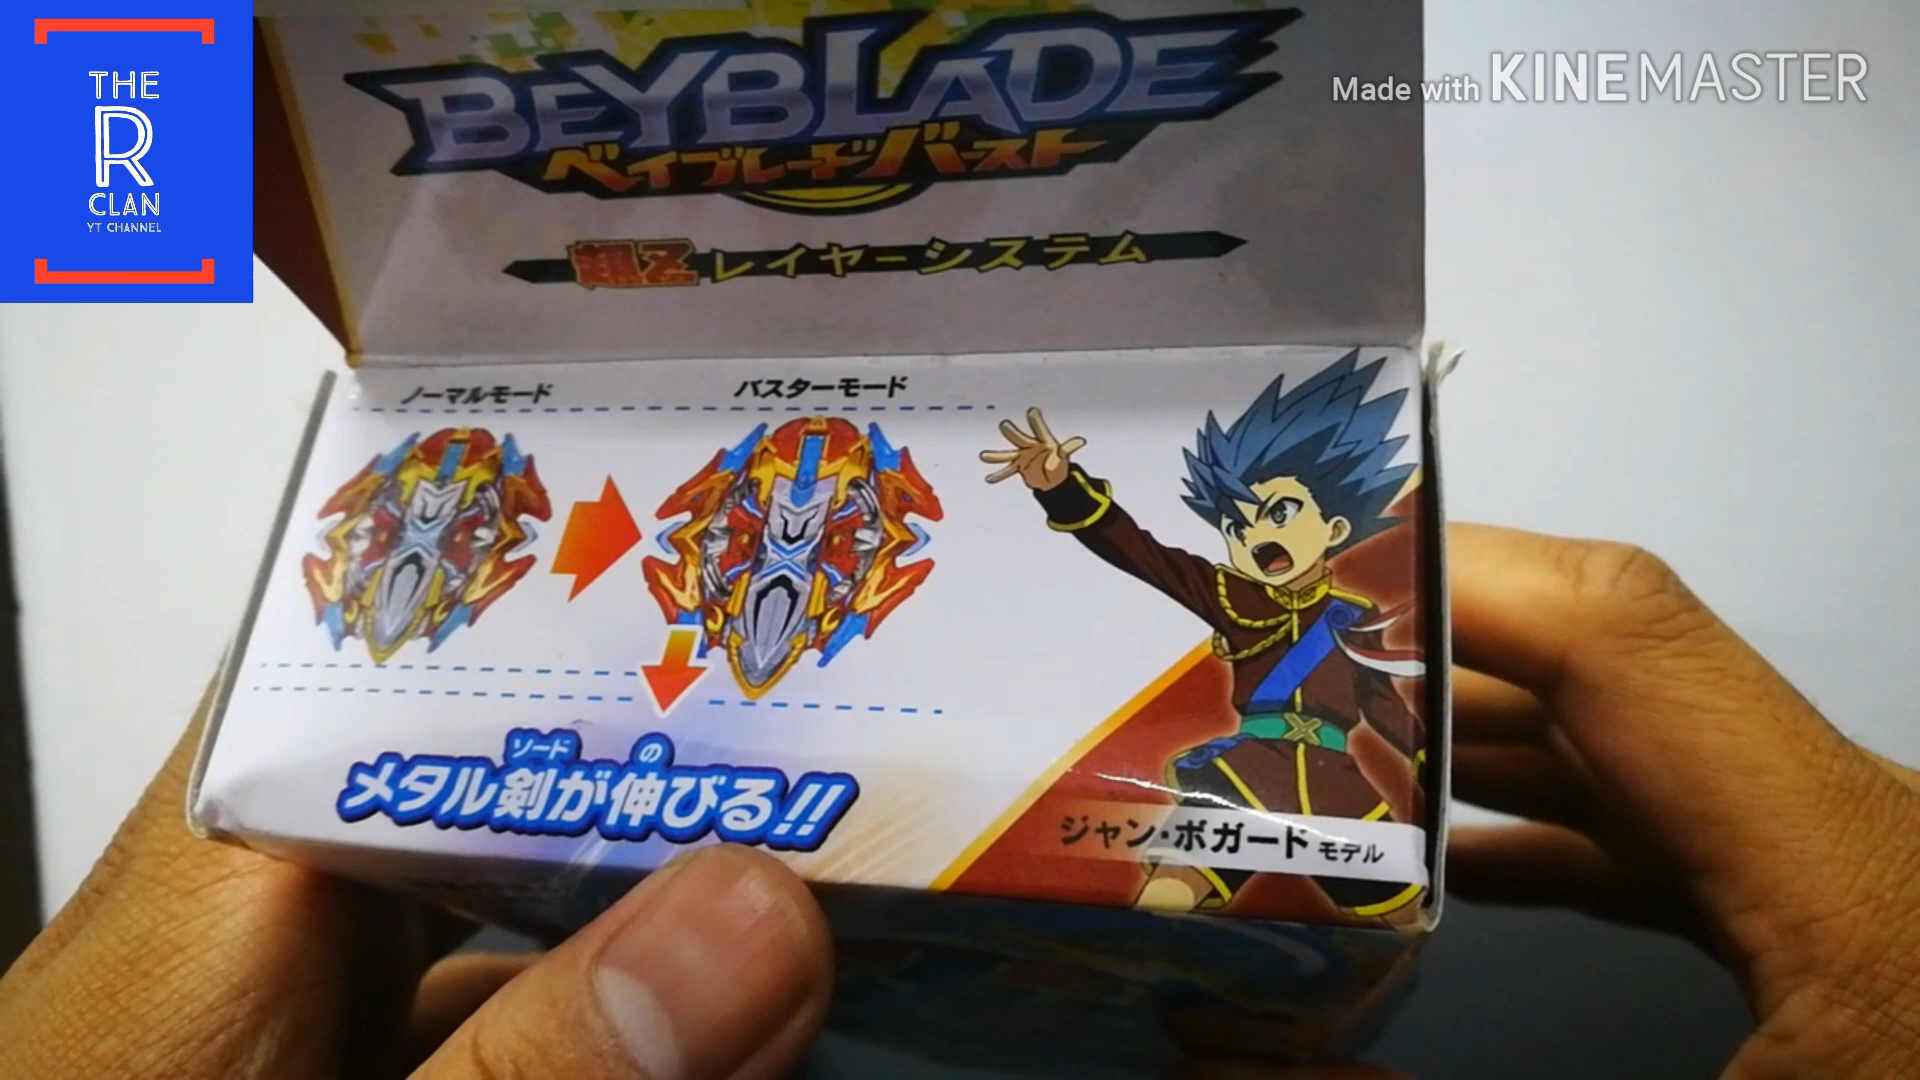 THE
R
CLAN
YT CHANNEL
Made with KINEMASTER
BEYBLADE
ベイブレードバースト
超Z レイヤーシステム
ノーマルモード
バスターモード
ソード の
メタル剣が伸びる!!
ジャン・ボガード モデル